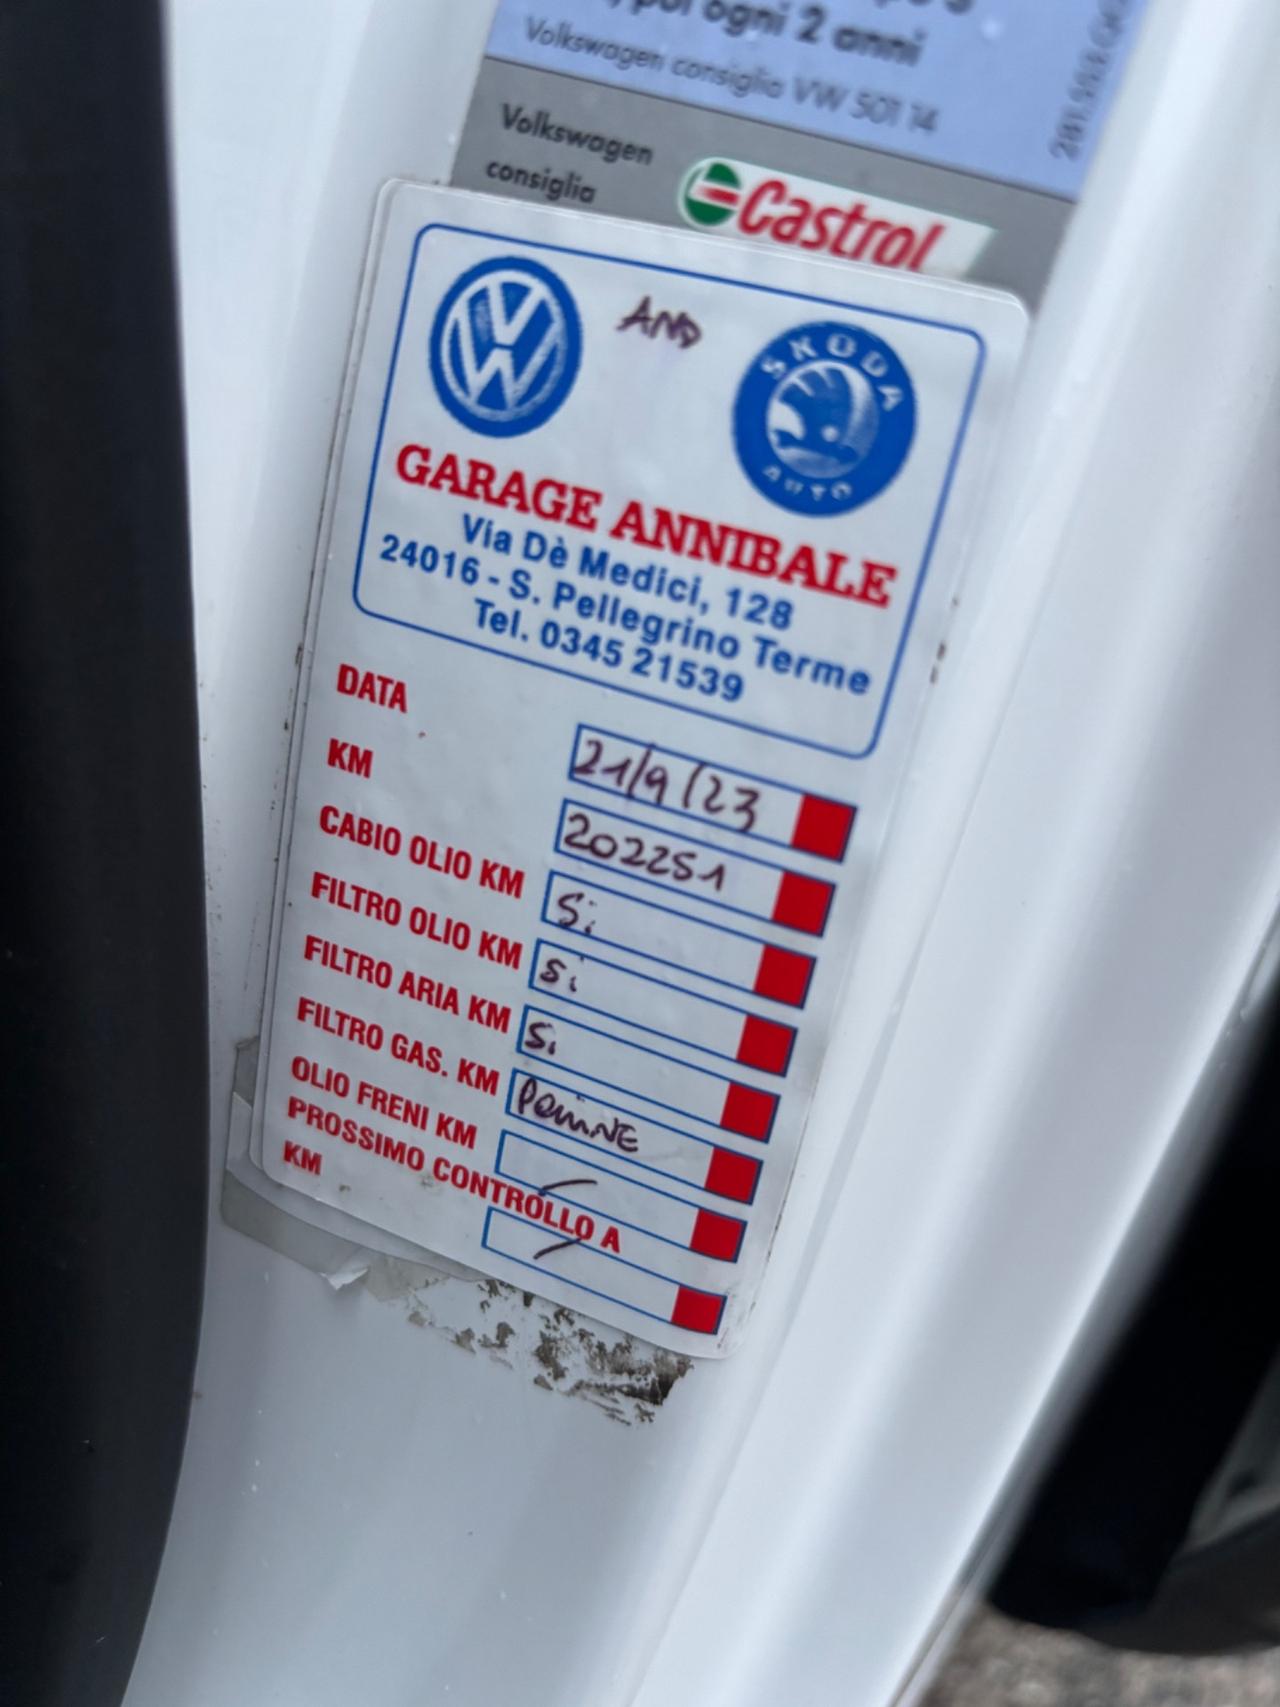 poi ogni 2 anni
Volkswagen consiglia VW 501 14
Volkswagen
consiglia
Castrol
AND
SKODA
AUTO
GARAGE ANNIBALE
Via Dè Medici, 128
24016 - S. Pellegrino Terme
Tel. 0345 21539
DATA 21/9/23
KM 202251
CABIO OLIO KM Si
FILTRO OLIO KM Si
FILTRO ARIA KM Si
FILTRO GAS. KM
OLIO FRENI KM
PROSSIMO CONTROLLO A
KM